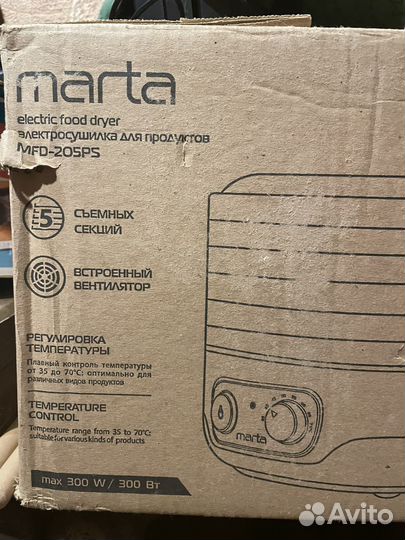 marta
electric food dryer
электросушилка для продуктов
MFD-205PS
5
СЪЕМНЫХ
СЕКЦИЙ
ВСТРОЕННЫЙ
ВЕНТИЛЯТОР
РЕГУЛИРОВКА
ТЕМПЕРАТУРЫ
Плавный контроль температуры
от 35 до 70°С: оптимально для
различных видов продуктов
TEMPERATURE
CONTROL
Temperature range from 35 to 70°C:
suitable for various kinds of products
marta
max 300 W / 300 Вт
Avito